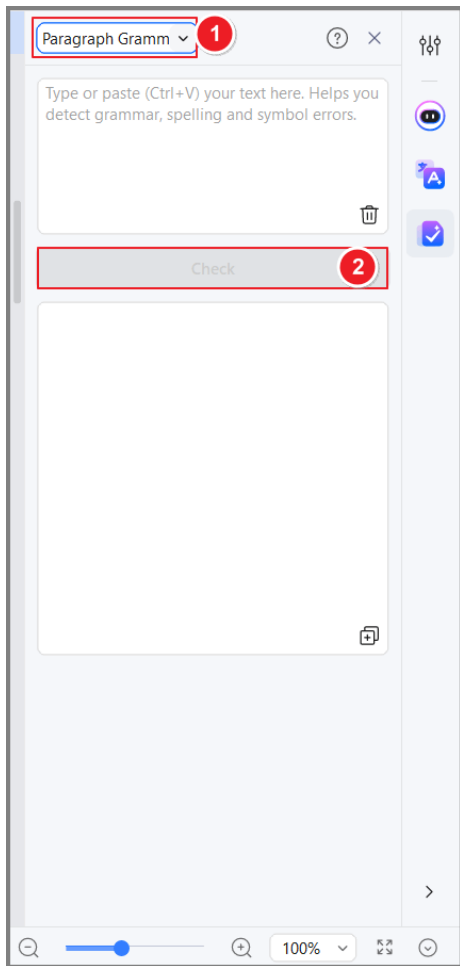 Paragraph Gramm
1
Type or paste (Ctrl+V) your text here. Helps you
detect grammar, spelling and symbol errors.
Check
2
100%